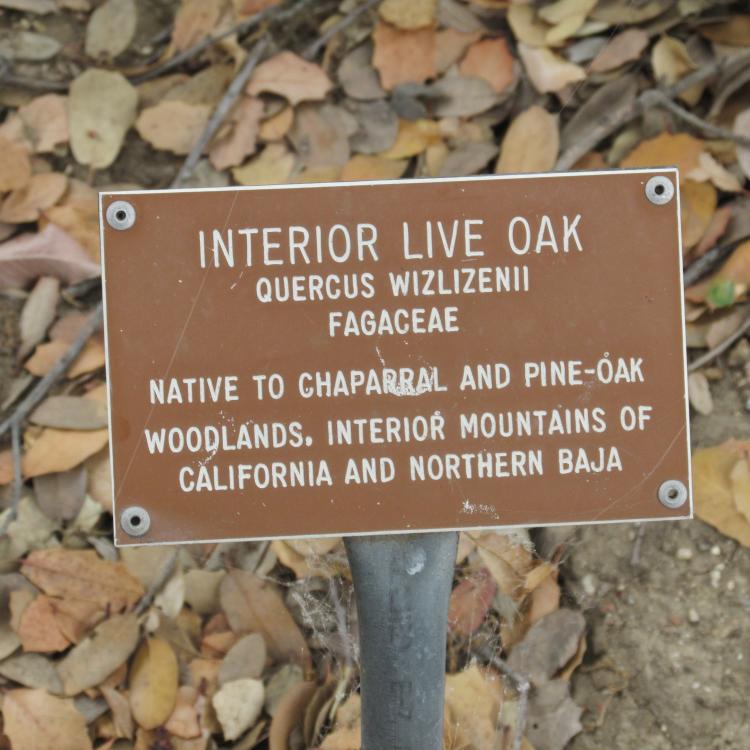 INTERIOR LIVE OAK
QUERCUS WIZLIZENII
FAGACEAE
NATIVE TO CHAPARRAL AND PINE-OAK
WOODLANDS, INTERIOR MOUNTAINS OF
CALIFORNIA AND NORTHERN BAJA